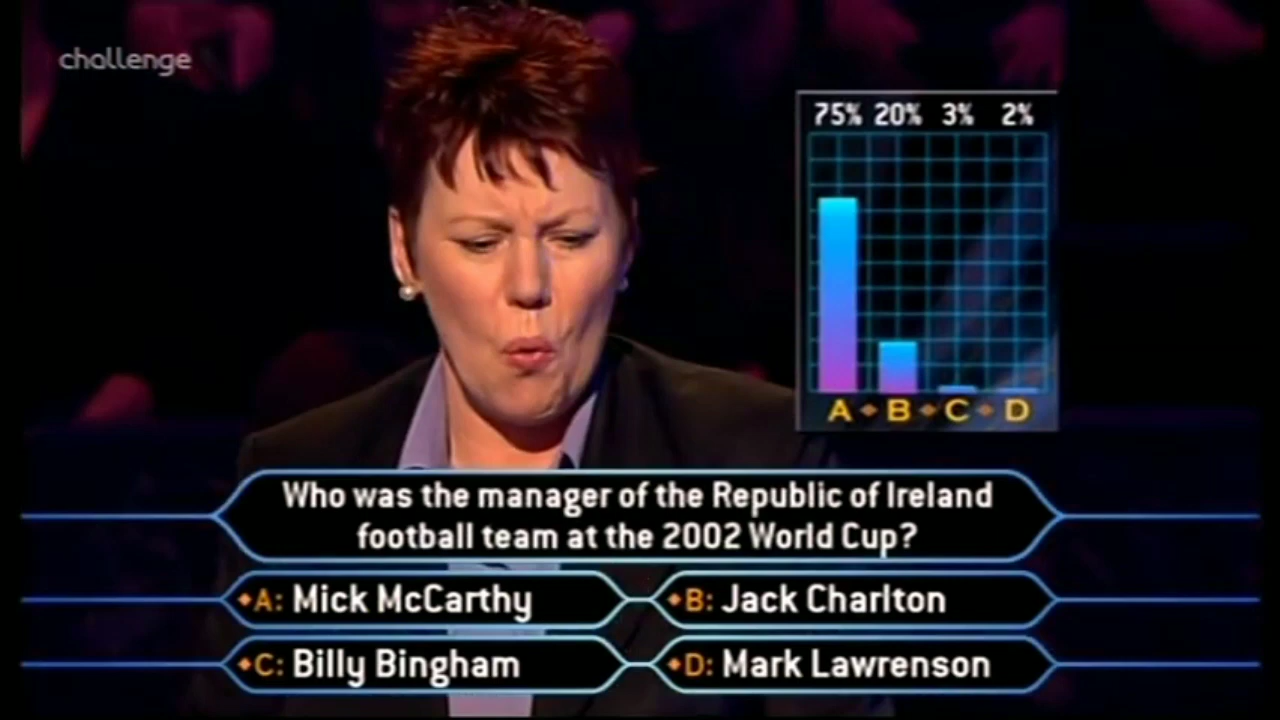 challenge
75% 20% 3% 2%
A B C D
Who was the manager of the Republic of Ireland
football team at the 2002 World Cup?
A: Mick McCarthy
B: Jack Charlton
C: Billy Bingham
D: Mark Lawrenson